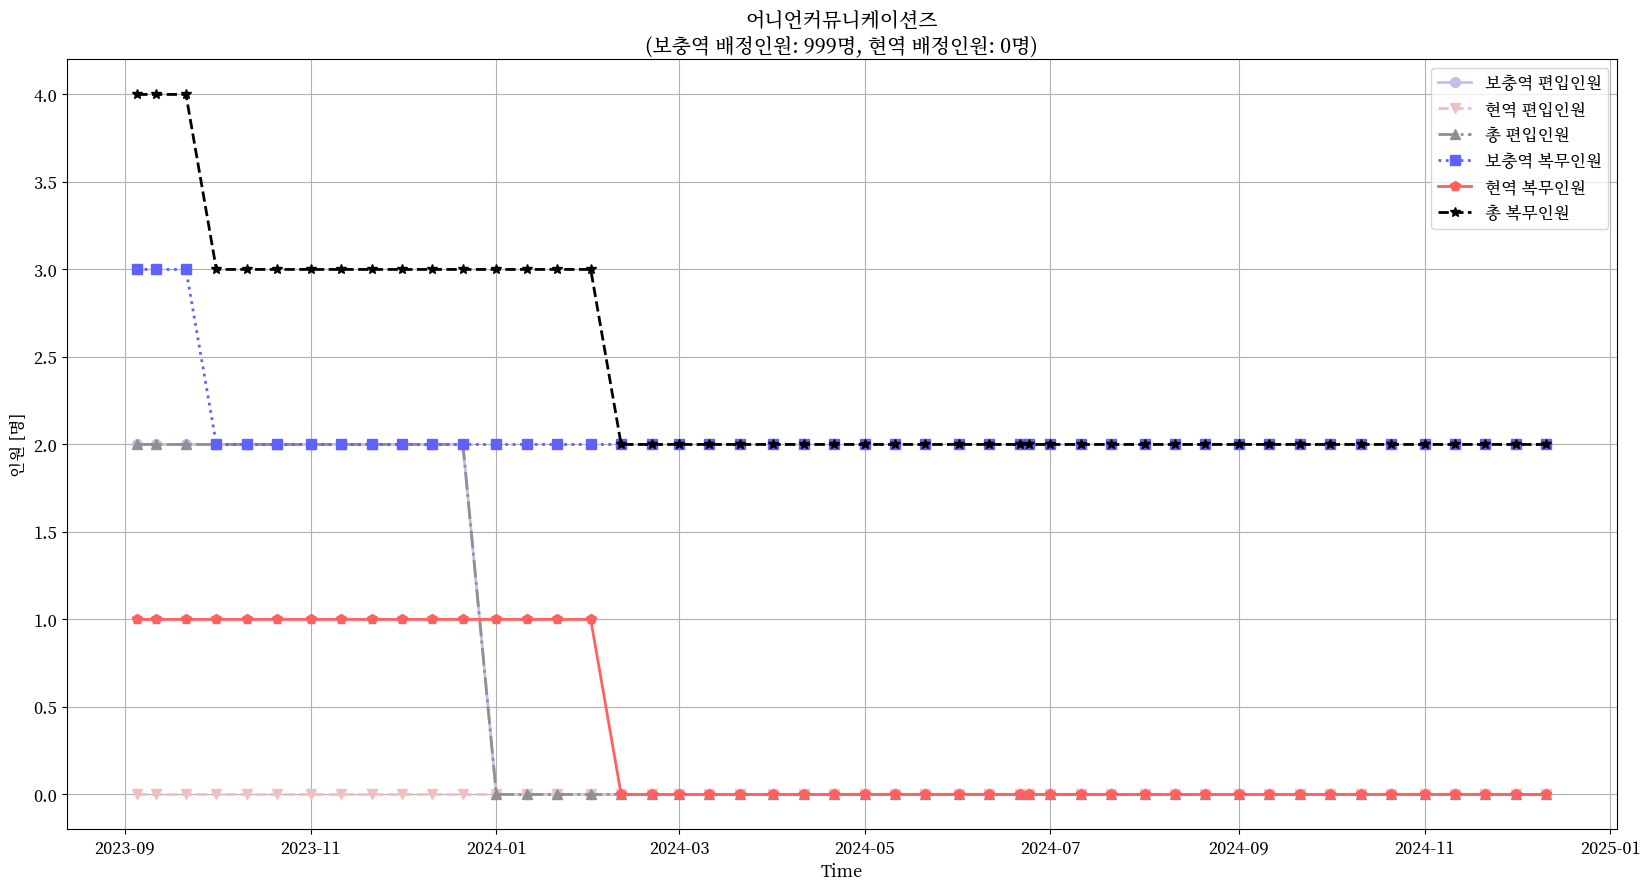 어니언커뮤니케이션즈
(보충역 배정인원: 999명, 현역 배정인원: 0명)
보충역 편입인원
현역 편입인원
총 편입인원
보충역 복무인원
현역 복무인원
총 복무인원
4.0
3.5
3.0
2.5
2.0
1.5
1.0
0.5
0.0
인원 [명]
2023-09 2023-11 2024-01 2024-03 2024-05 2024-07 2024-09 2024-11 2025-01
Time